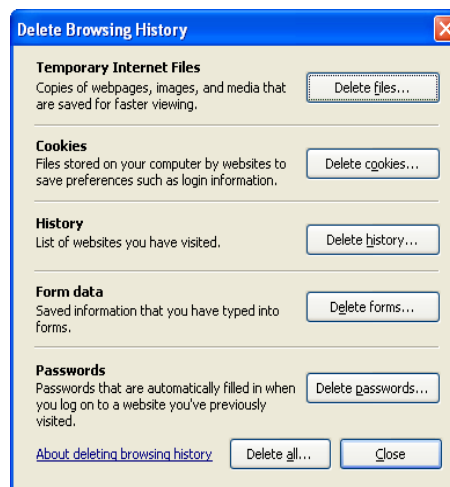 Delete Browsing History
Temporary Internet Files
Copies of webpages, images, and media that
are saved for faster viewing.
Delete files...
Cookies
Files stored on your computer by websites to
save preferences such as login information.
Delete cookies...
History
List of websites you have visited.
Delete history...
Form data
Saved information that you have typed into
forms.
Delete forms...
Passwords
Passwords that are automatically filled in when
you log on to a website you've previously
visited.
Delete passwords...
About deleting browsing history
Delete all...
Close